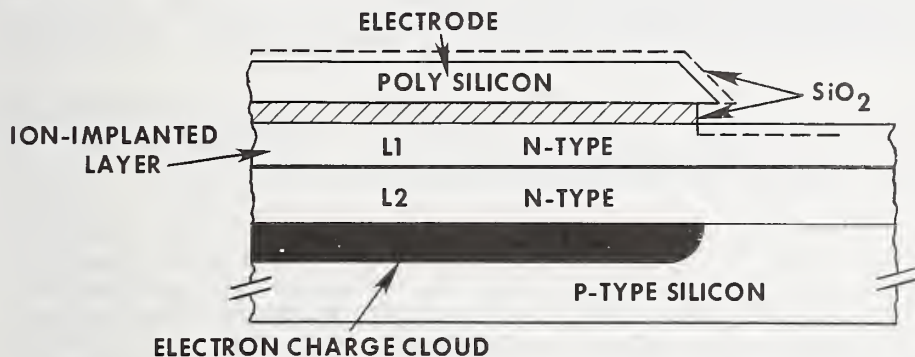 ELECTRODE
POLY SILICON
SiO2
ION-IMPLANTED
LAYER
L1 N-TYPE
L2 N-TYPE
P-TYPE SILICON
ELECTRON CHARGE CLOUD